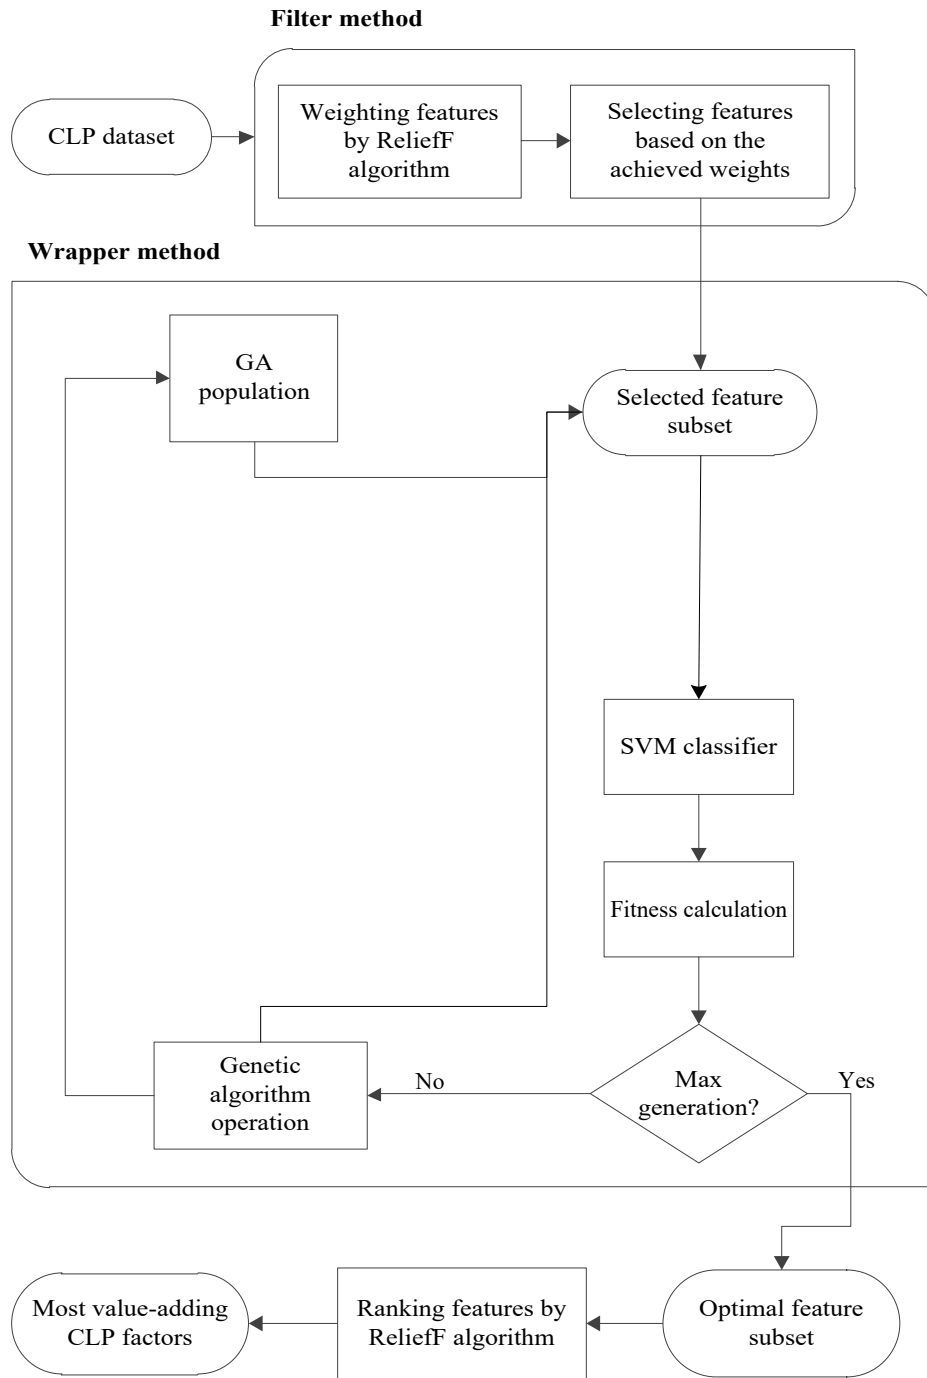 Filter method
CLP dataset
Weighting features
by ReliefF
algorithm
Selecting features
based on the
achieved weights
Wrapper method
GA
population
Selected feature
subset
SVM classifier
Fitness calculation
Genetic
algorithm
operation
No
Max
generation?
Yes
Most value-adding
CLP factors
Ranking features by
ReliefF algorithm
Optimal feature
subset